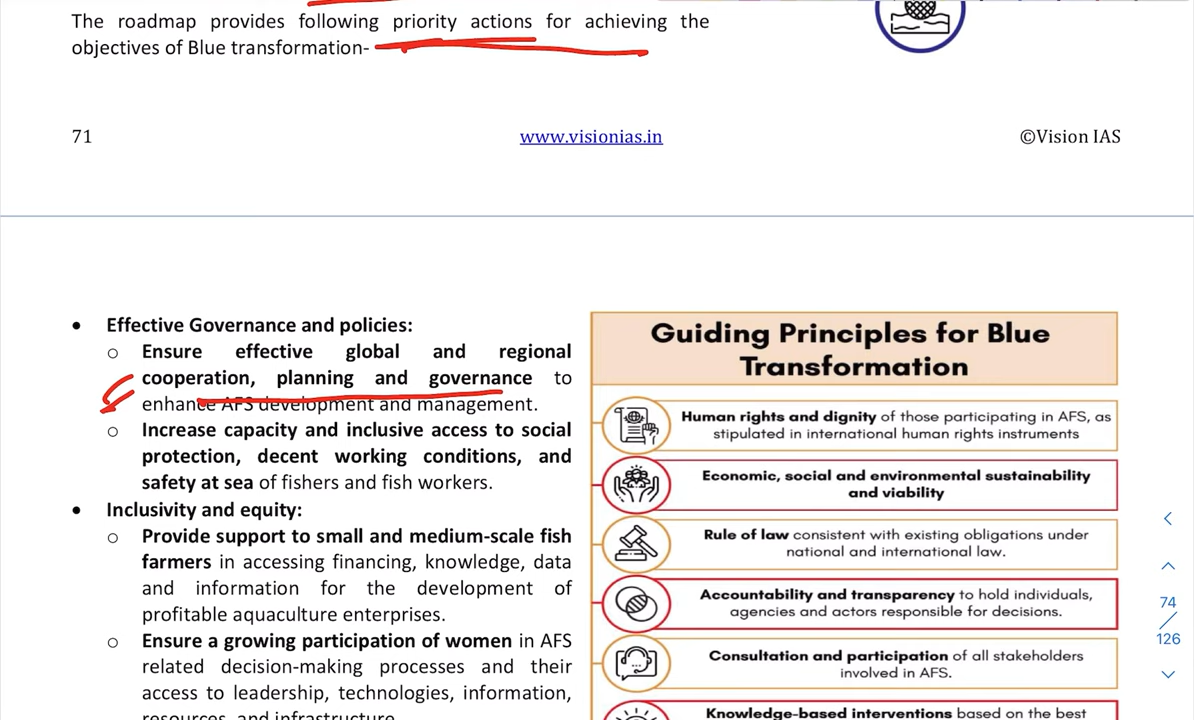 The roadmap provides following priority actions for achieving the
objectives of Blue transformation-
71
www.visionias.in
©Vision IAS
• Effective Governance and policies:
o Ensure effective global and regional
cooperation, planning and governance to
enhance AFS development and management.
o Increase capacity and inclusive access to social
protection, decent working conditions, and
safety at sea of fishers and fish workers.
• Inclusivity and equity:
o Provide support to small and medium-scale fish
farmers in accessing financing, knowledge, data
and information for the development of
profitable aquaculture enterprises.
o Ensure a growing participation of women in AFS
related decision-making processes and their
access to leadership, technologies, information,
resources, and infrastructure.
Guiding Principles for Blue
Transformation
Human rights and dignity of those participating in AFS, as
stipulated in international human rights instruments
Economic, social and environmental sustainability
and viability
Rule of law consistent with existing obligations under
national and international law.
Accountability and transparency to hold individuals,
agencies and actors responsible for decisions.
Consultation and participation of all stakeholders
involved in AFS.
Knowledge-based interventions based on the best
74
126